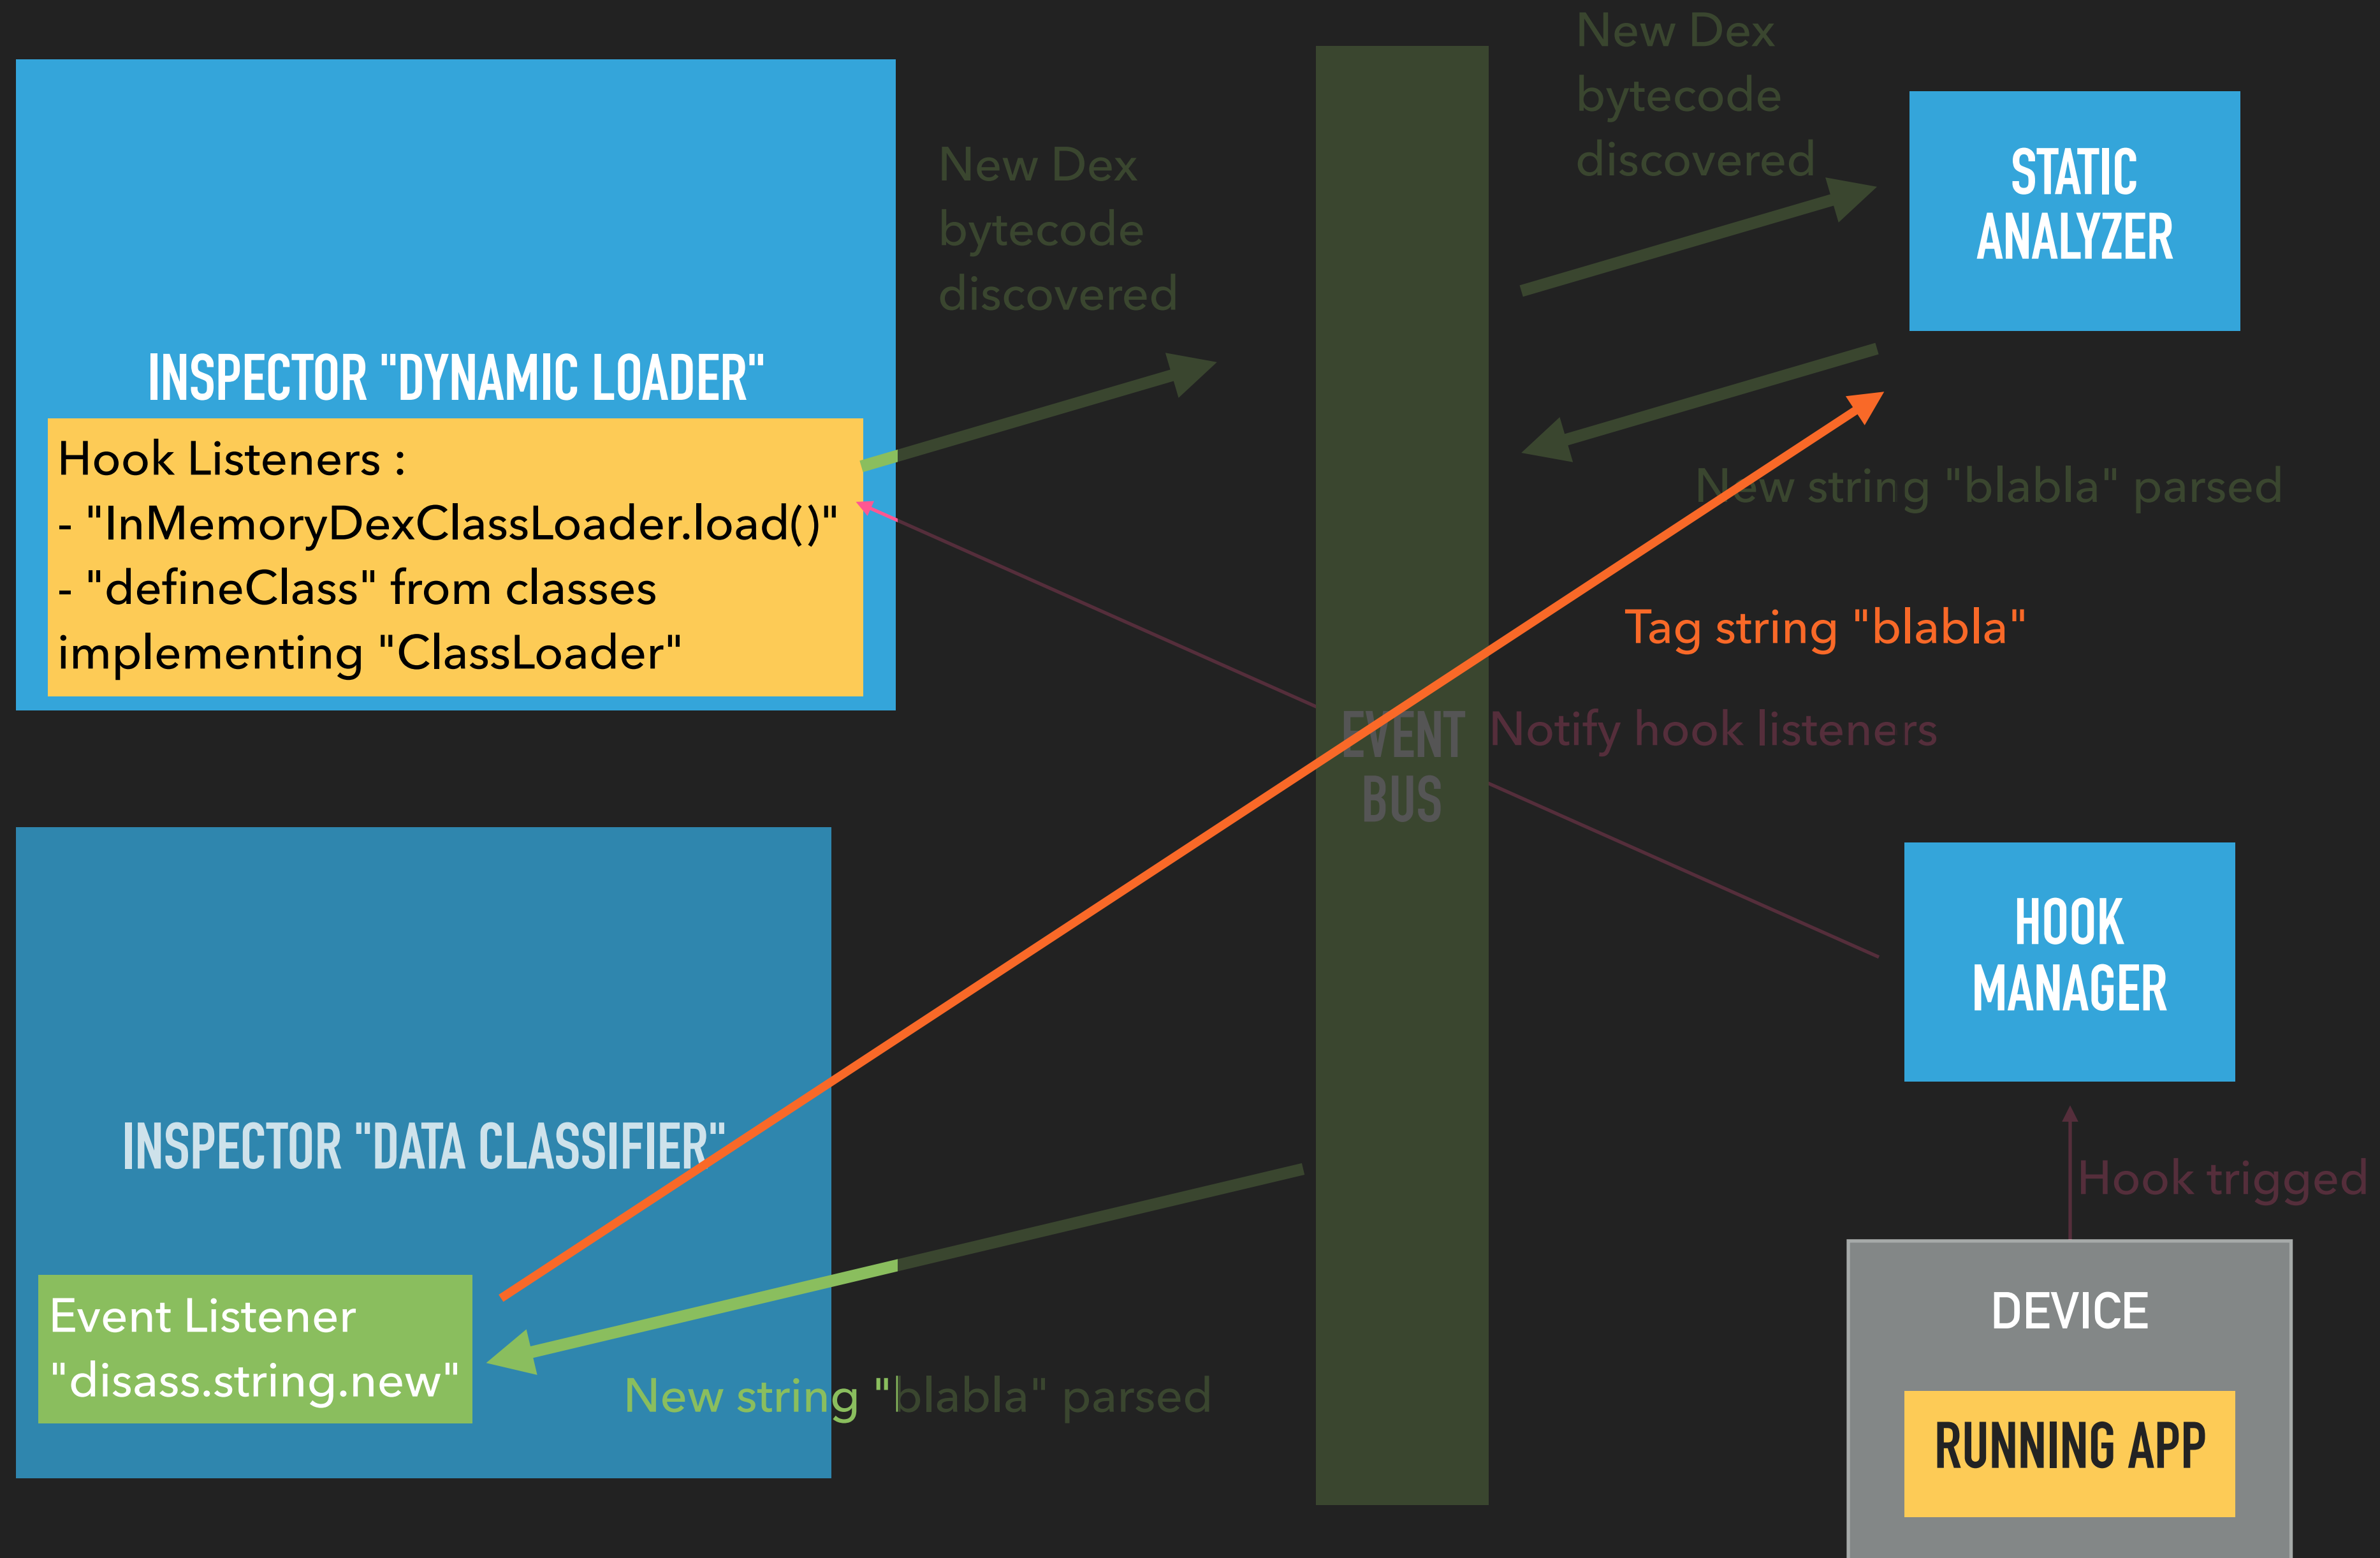 New Dex
bytecode
discovered
New Dex
bytecode
discovered
STATIC
ANALYZER
INSPECTOR "DYNAMIC LOADER"
Hook Listeners :
- "InMemoryDexClassLoader.load()"
- "defineClass" from classes
implementing "ClassLoader"
New string "blabla" parsed
Tag string "blabla"
EVENT
BUS
Notify hook listeners
HOOK
MANAGER
INSPECTOR "DATA CLASSIFIER"
Hook trigged
Event Listener
"disass.string.new"
New string "blabla" parsed
DEVICE
RUNNING APP